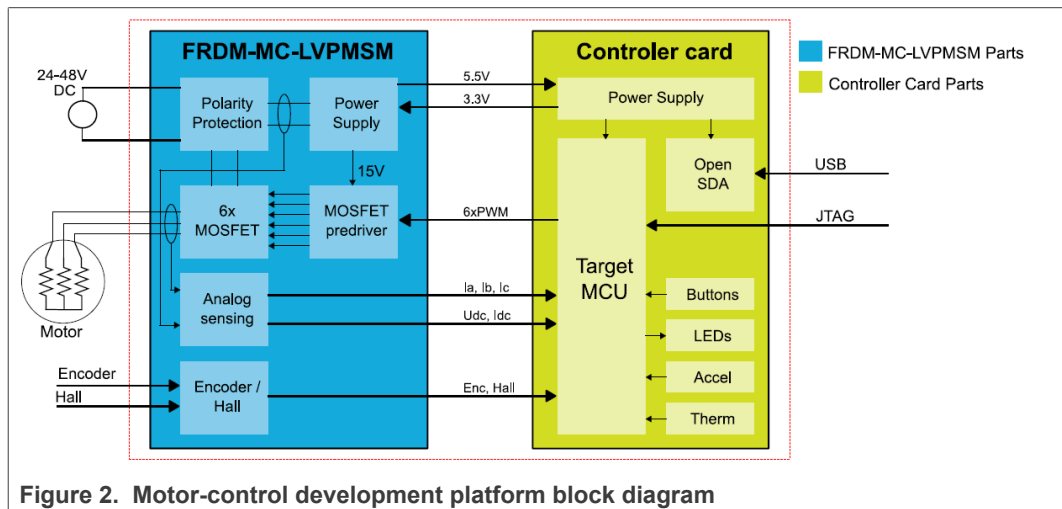 FRDM-MC-LVPMSM
Controler card
FRDM-MC-LVPMSM Parts
Controller Card Parts
24-48V
DC
Polarity
Protection
Power
Supply
5.5V
3.3V
Power Supply
15V
Open
SDA
USB
6x
MOSFET
MOSFET
predriver
6xPWM
JTAG
Target
MCU
Motor
Analog
sensing
Ia, Ib, Ic
Udc, Idc
Buttons
LEDs
Encoder
Hall
Encoder /
Hall
Enc, Hall
Accel
Therm
Figure 2. Motor-control development platform block diagram